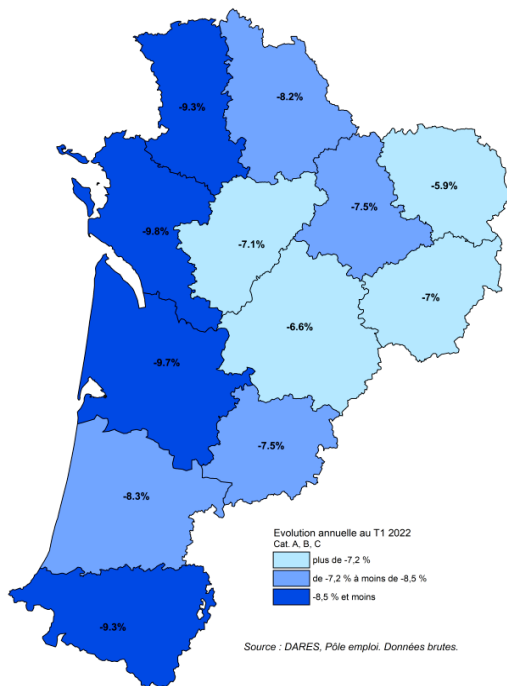 -9.3%
-8.2%
-5.9%
-7.5%
-9.8%
-7.1%
-7%
-6.6%
-9.7%
-7.5%
-8.3%
-9.3%
Evolution annuelle au T1 2022
Cat. A, B, C
plus de -7,2 %
de -7,2 % à moins de -8,5 %
-8,5 % et moins
Source : DARES, Pôle emploi. Données brutes.